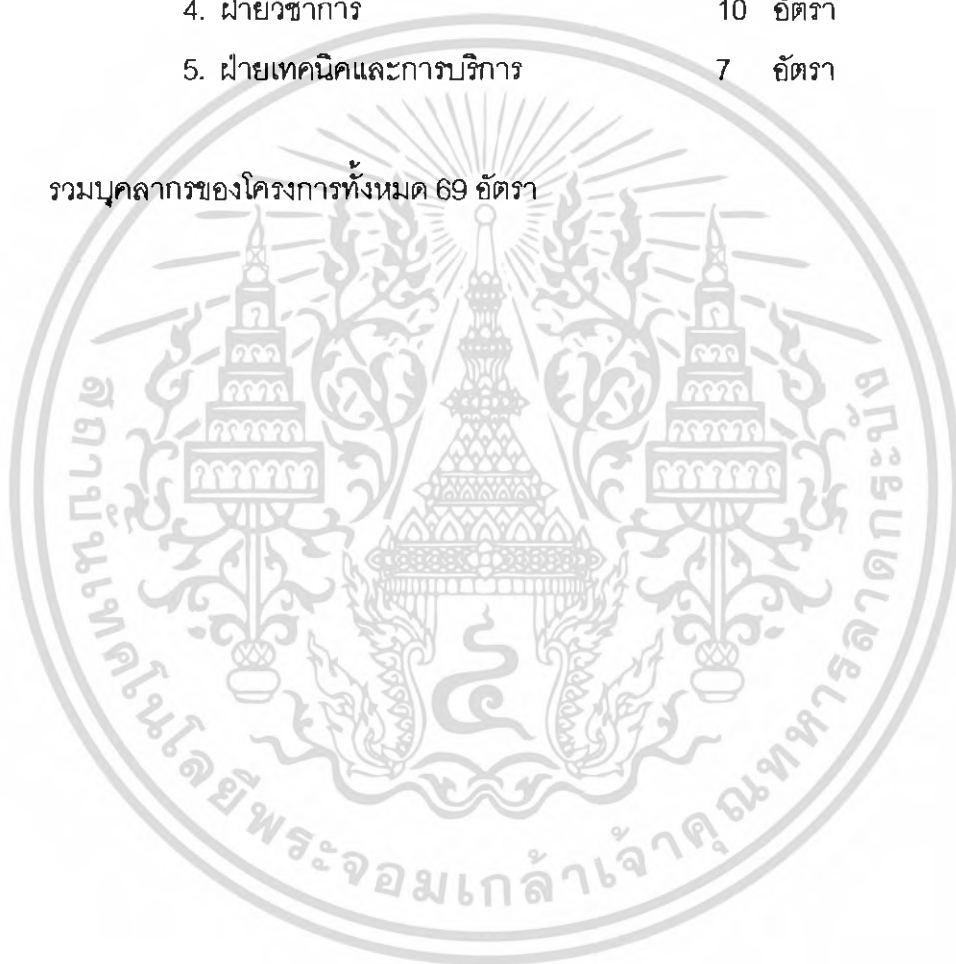 4. ฝ่ายวิชาการ 10 อัตรา
5. ฝ่ายเทคนิคและการบริการ 7 อัตรา
รวมบุคลากรของโครงการทั้งหมด 69 อัตรา
สถาบันเทคโนโลยีพระจอมเกล้าเจ้าคุณทหารลาดกระบัง